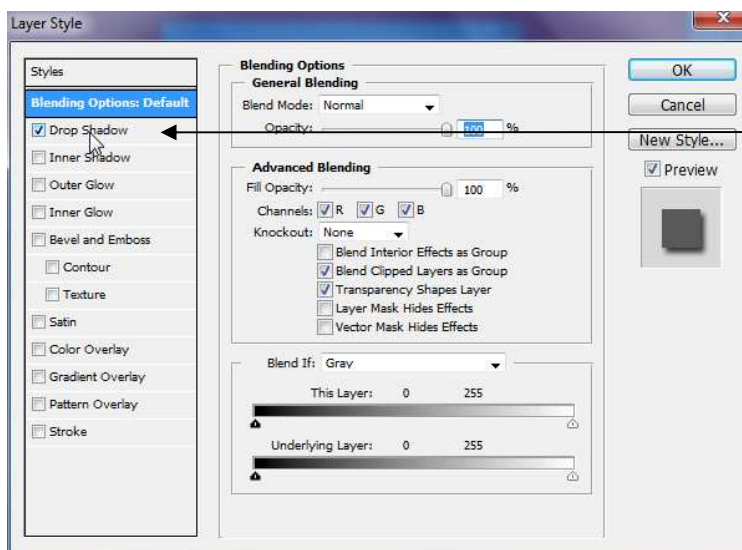 Layer Style
Styles
Blending Options: Default
Drop Shadow
Inner Shadow
Outer Glow
Inner Glow
Bevel and Emboss
Contour
Texture
Satin
Color Overlay
Gradient Overlay
Pattern Overlay
Stroke
Blending Options
General Blending
Blend Mode: Normal
Opacity: 100 %
Advanced Blending
Fill Opacity: 100 %
Channels: R G B
Knockout: None
Blend Interior Effects as Group
Blend Clipped Layers as Group
Transparency Shapes Layer
Layer Mask Hides Effects
Vector Mask Hides Effects
Blend If: Gray
This Layer: 0 255
Underlying Layer: 0 255
OK
Cancel
New Style...
Preview